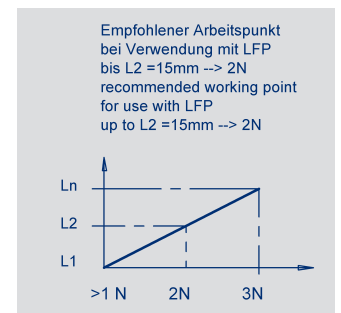 Empfohlener Arbeitspunkt
bei Verwendung mit LFP
bis L2 =15mm --> 2N
recommended working point
for use with LFP
up to L2 =15mm --> 2N
Ln
L2
L1
>1 N 2N 3N